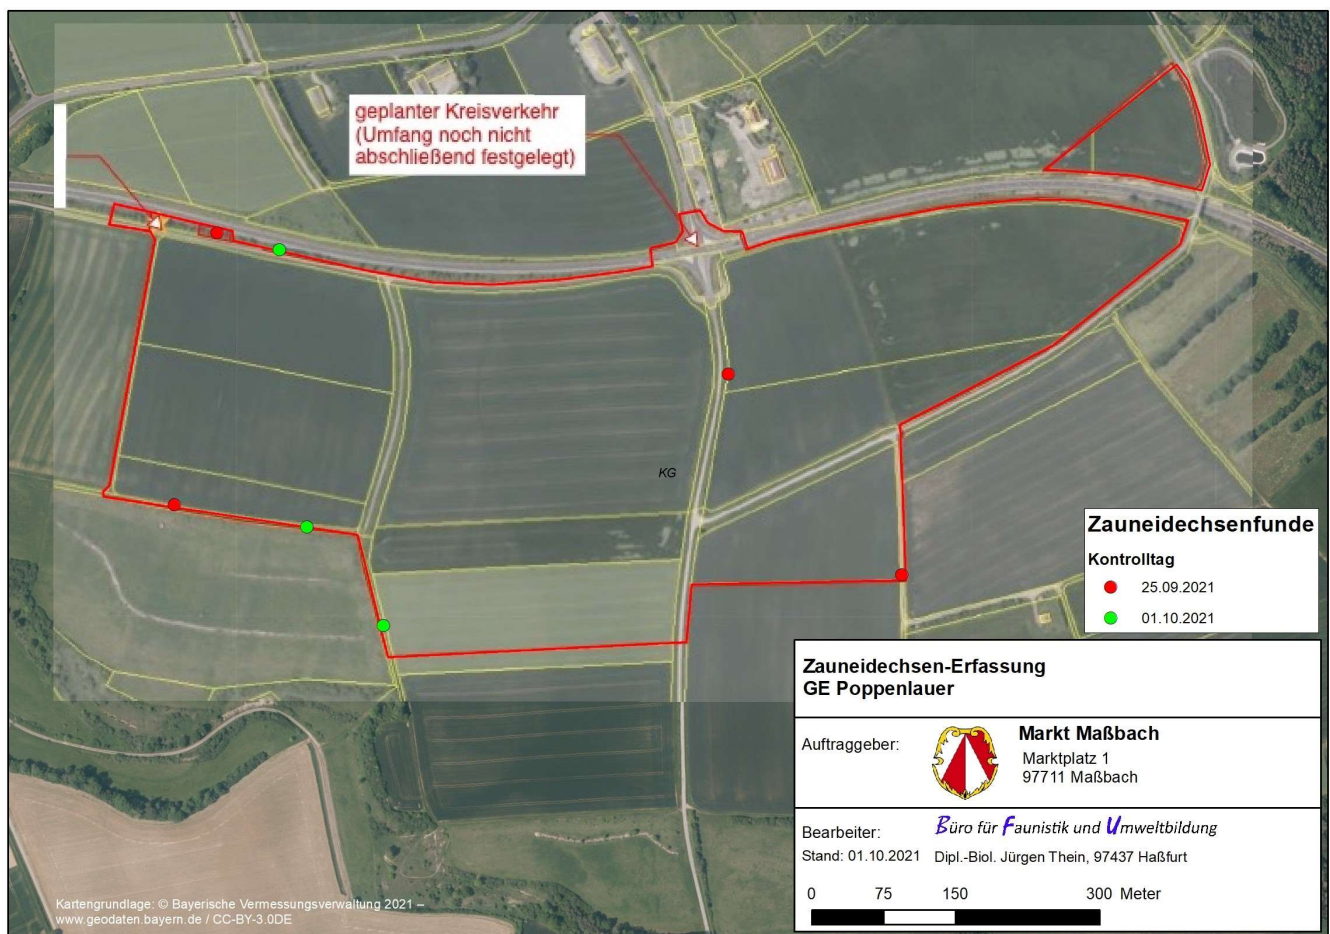 geplanter Kreisverkehr
(Umfang noch nicht
abschließend festgelegt)
KG
Zauneidechsenfunde
Kontrolltag
25.09.2021
01.10.2021
Zauneidechsen-Erfassung
GE Poppenlauer
Auftraggeber:
Markt Maßbach
Marktplatz 1
97711 Maßbach
Bearbeiter:
Büro für Faunistik und Umweltbildung
Stand: 01.10.2021
Dipl.-Biol. Jürgen Thein, 97437 Haßfurt
0 75 150 300 Meter
Kartengrundlage: © Bayerische Vermessungsverwaltung 2021 –
www.geodaten.bayern.de / CC-BY-3.0DE